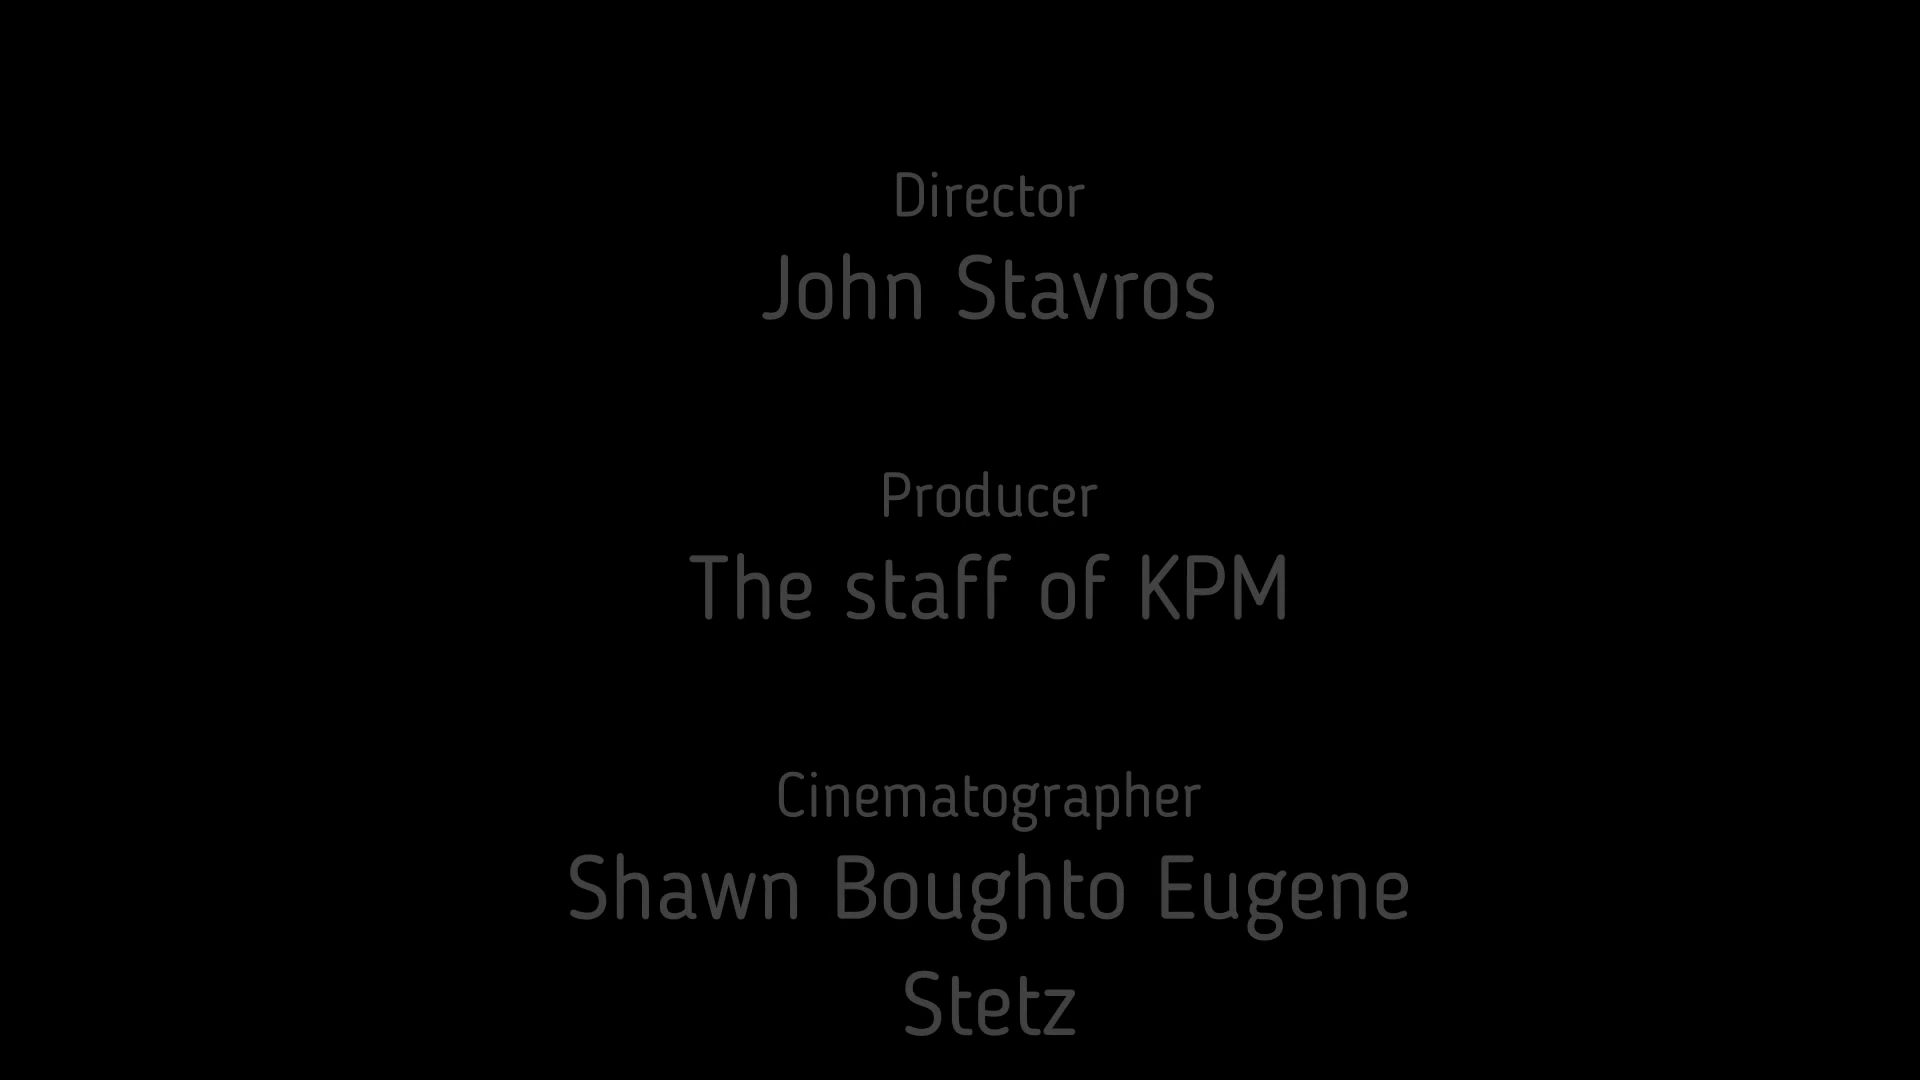 Director
John Stavros
Producer
The staff of KPM
Cinematographer
Shawn Boughto Eugene
Stetz